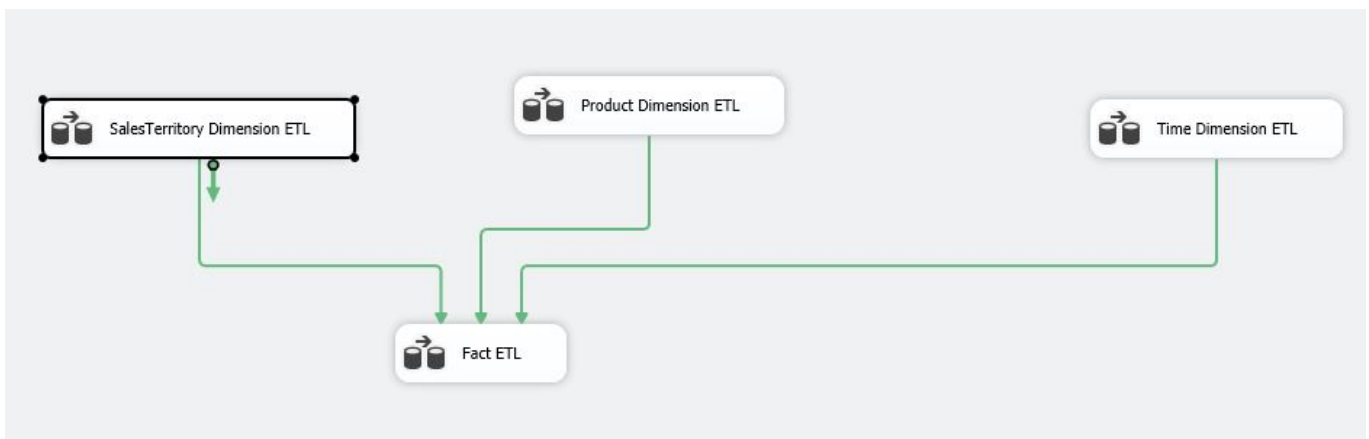 SalesTerritory Dimension ETL
Product Dimension ETL
Time Dimension ETL
Fact ETL